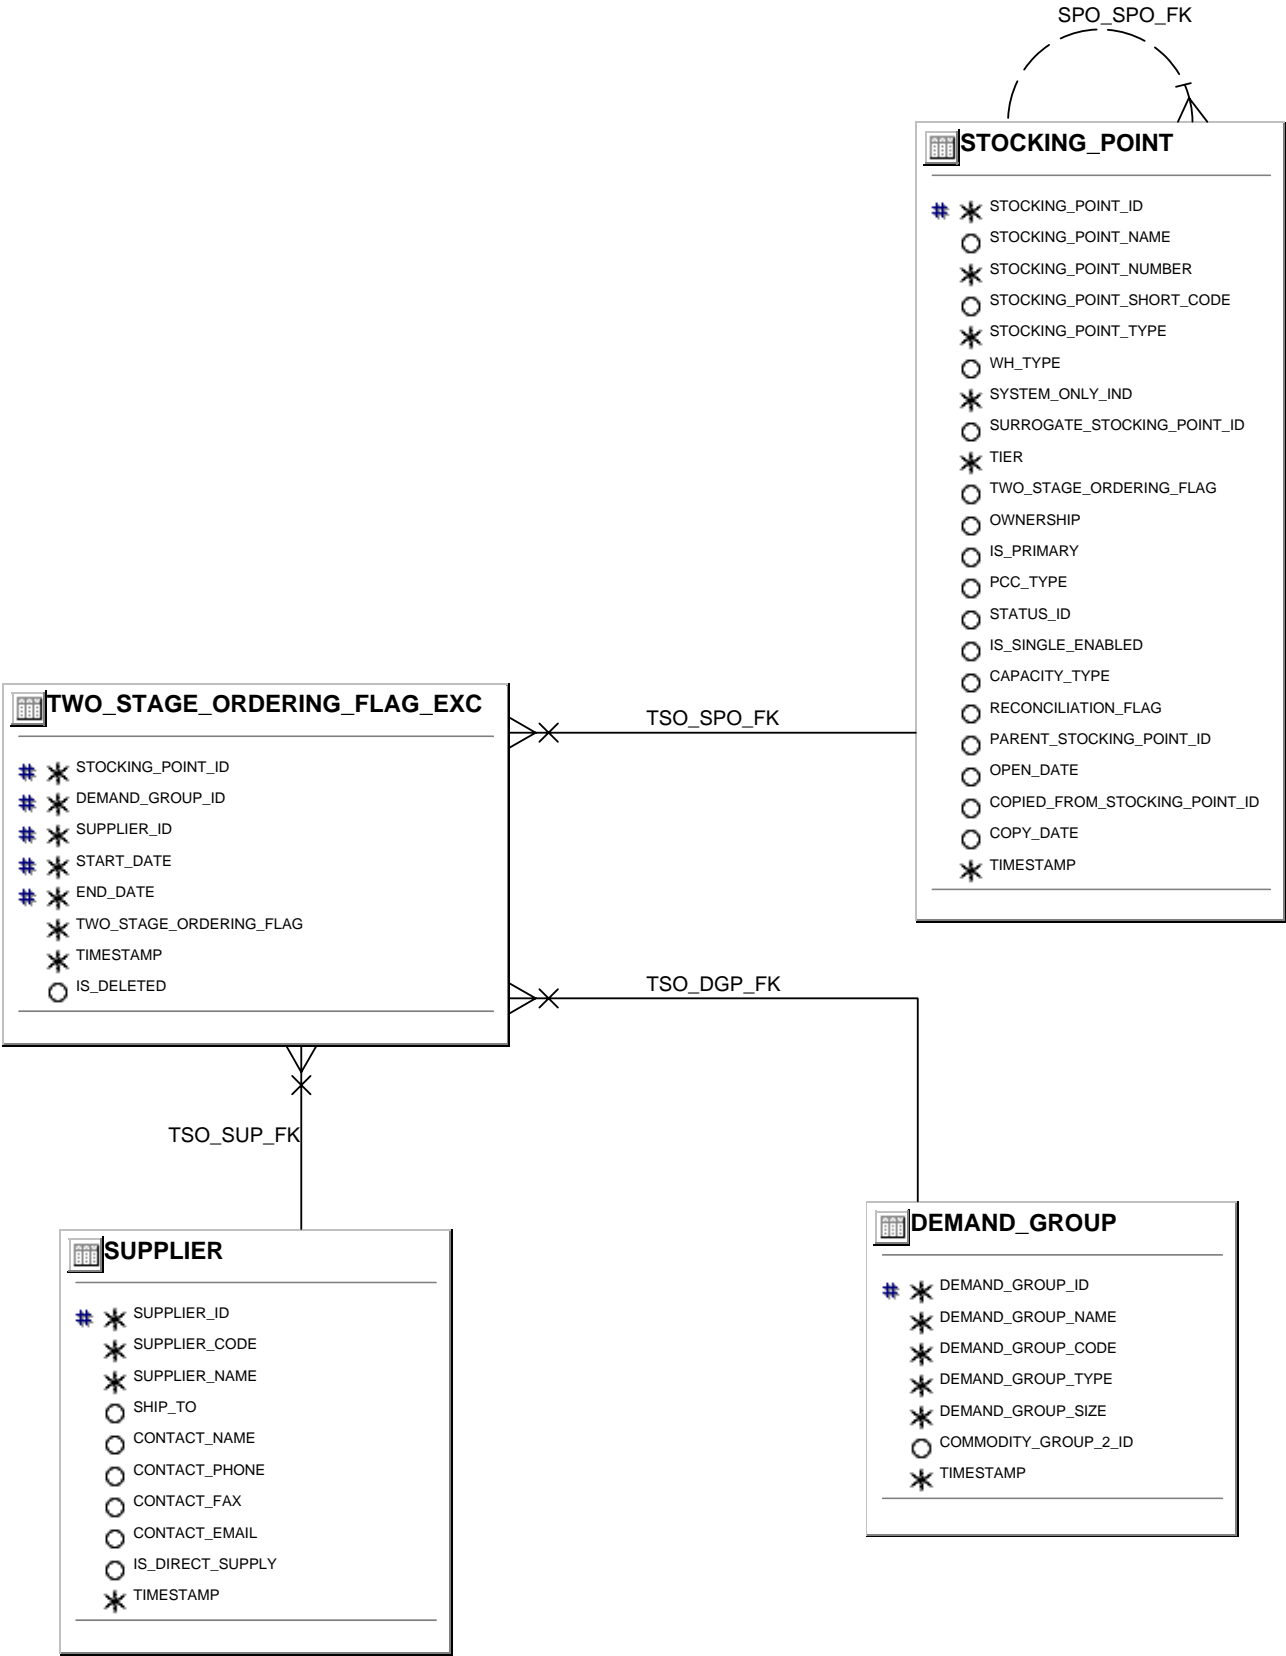 SPO_SPO_FK
STOCKING_POINT
# STOCKING_POINT_ID
STOCKING_POINT_NAME
STOCKING_POINT_NUMBER
STOCKING_POINT_SHORT_CODE
STOCKING_POINT_TYPE
WH_TYPE
SYSTEM_ONLY_IND
SURROGATE_STOCKING_POINT_ID
TIER
TWO_STAGE_ORDERING_FLAG
OWNERSHIP
IS_PRIMARY
PCC_TYPE
STATUS_ID
IS_SINGLE_ENABLED
CAPACITY_TYPE
RECONCILIATION_FLAG
PARENT_STOCKING_POINT_ID
OPEN_DATE
COPIED_FROM_STOCKING_POINT_ID
COPY_DATE
TIMESTAMP
TWO_STAGE_ORDERING_FLAG_EXC
# STOCKING_POINT_ID
# DEMAND_GROUP_ID
# SUPPLIER_ID
# START_DATE
# END_DATE
TWO_STAGE_ORDERING_FLAG
TIMESTAMP
IS_DELETED
TSO_SPO_FK
TSO_DGP_FK
TSO_SUP_FK
SUPPLIER
# SUPPLIER_ID
SUPPLIER_CODE
SUPPLIER_NAME
SHIP_TO
CONTACT_NAME
CONTACT_PHONE
CONTACT_FAX
CONTACT_EMAIL
IS_DIRECT_SUPPLY
TIMESTAMP
DEMAND_GROUP
# DEMAND_GROUP_ID
DEMAND_GROUP_NAME
DEMAND_GROUP_CODE
DEMAND_GROUP_TYPE
DEMAND_GROUP_SIZE
COMMODITY_GROUP_2_ID
TIMESTAMP